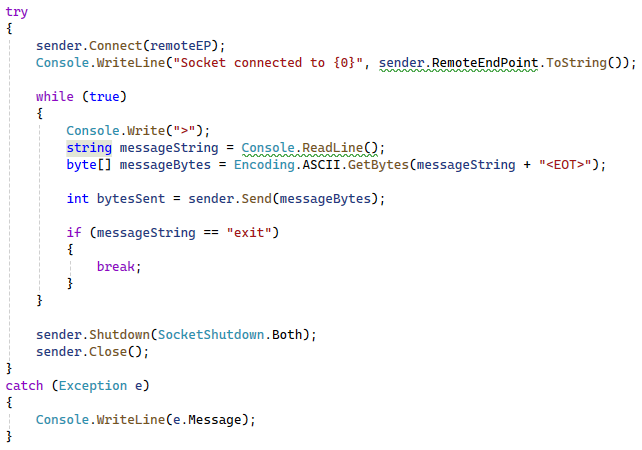 try
{
    sender.Connect(remoteEP);
    Console.WriteLine("Socket connected to {0}", sender.RemoteEndPoint.ToString());

    while (true)
    {
        Console.Write(">");
        string messageString = Console.ReadLine();
        byte[] messageBytes = Encoding.ASCII.GetBytes(messageString + "<EOT>");

        int bytesSent = sender.Send(messageBytes);

        if (messageString == "exit")
        {
            break;
        }
    }

    sender.Shutdown(SocketShutdown.Both);
    sender.Close();
}
catch (Exception e)
{
    Console.WriteLine(e.Message);
}